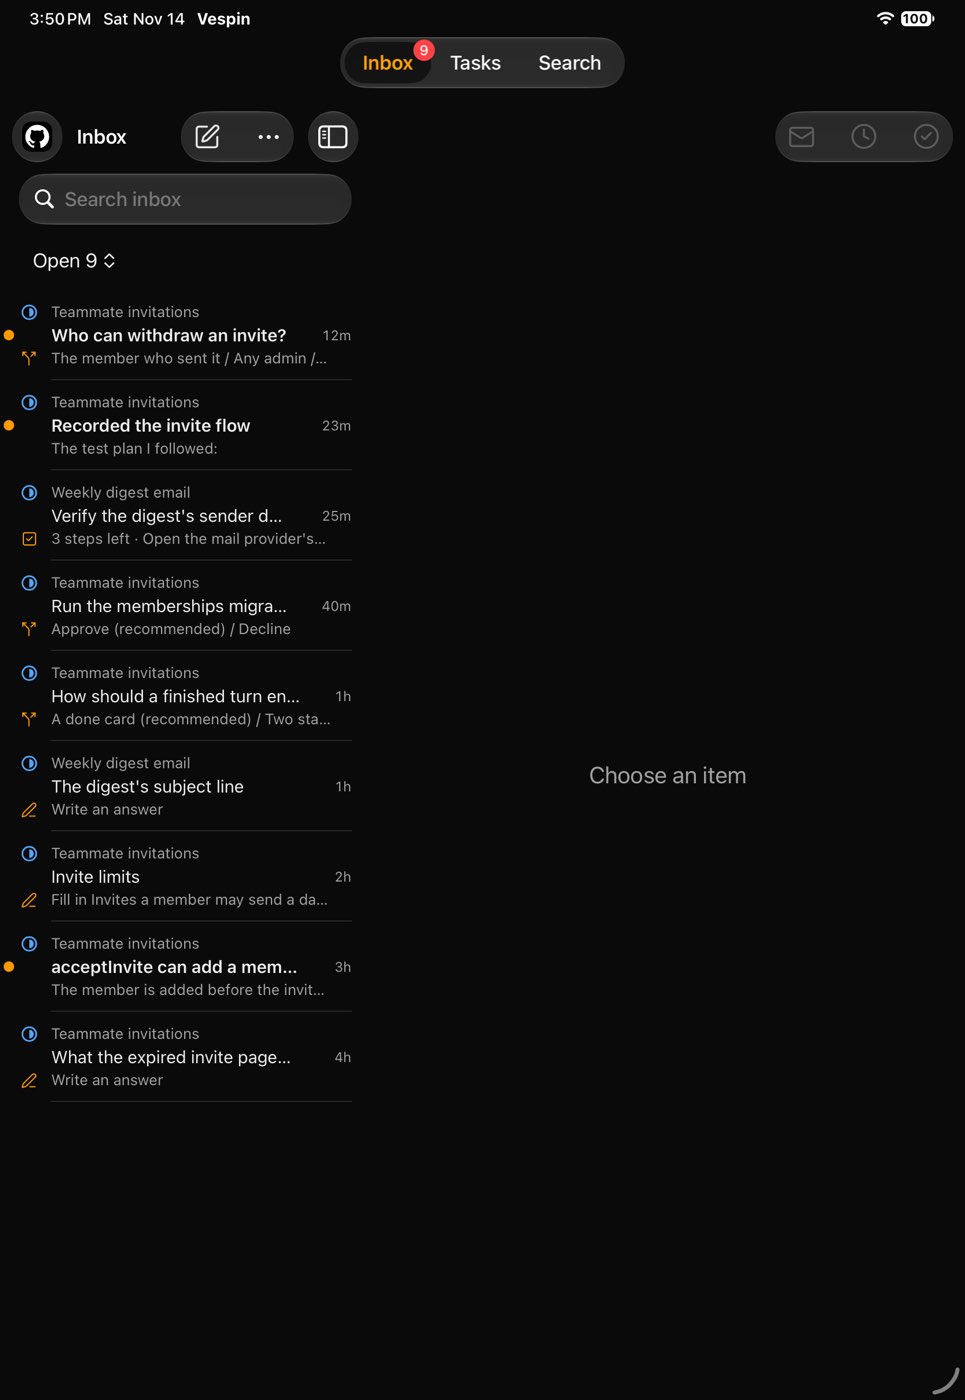 3:50 PM Sat Nov 14 Vespin
100
Inbox 9 Tasks Search
Inbox
Search inbox
Open 9
Teammate invitations
Who can withdraw an invite? 12m
The member who sent it / Any admin /...
Teammate invitations
Recorded the invite flow 23m
The test plan I followed:
Weekly digest email
Verify the digest's sender d... 25m
3 steps left · Open the mail provider's...
Teammate invitations
Run the memberships migra... 40m
Approve (recommended) / Decline
Teammate invitations
How should a finished turn en... 1h
A done card (recommended) / Two sta...
Weekly digest email
The digest's subject line 1h
Write an answer
Teammate invitations
Invite limits 2h
Fill in Invites a member may send a da...
Teammate invitations
acceptInvite can add a mem... 3h
The member is added before the invit...
Teammate invitations
What the expired invite page... 4h
Write an answer
Choose an item